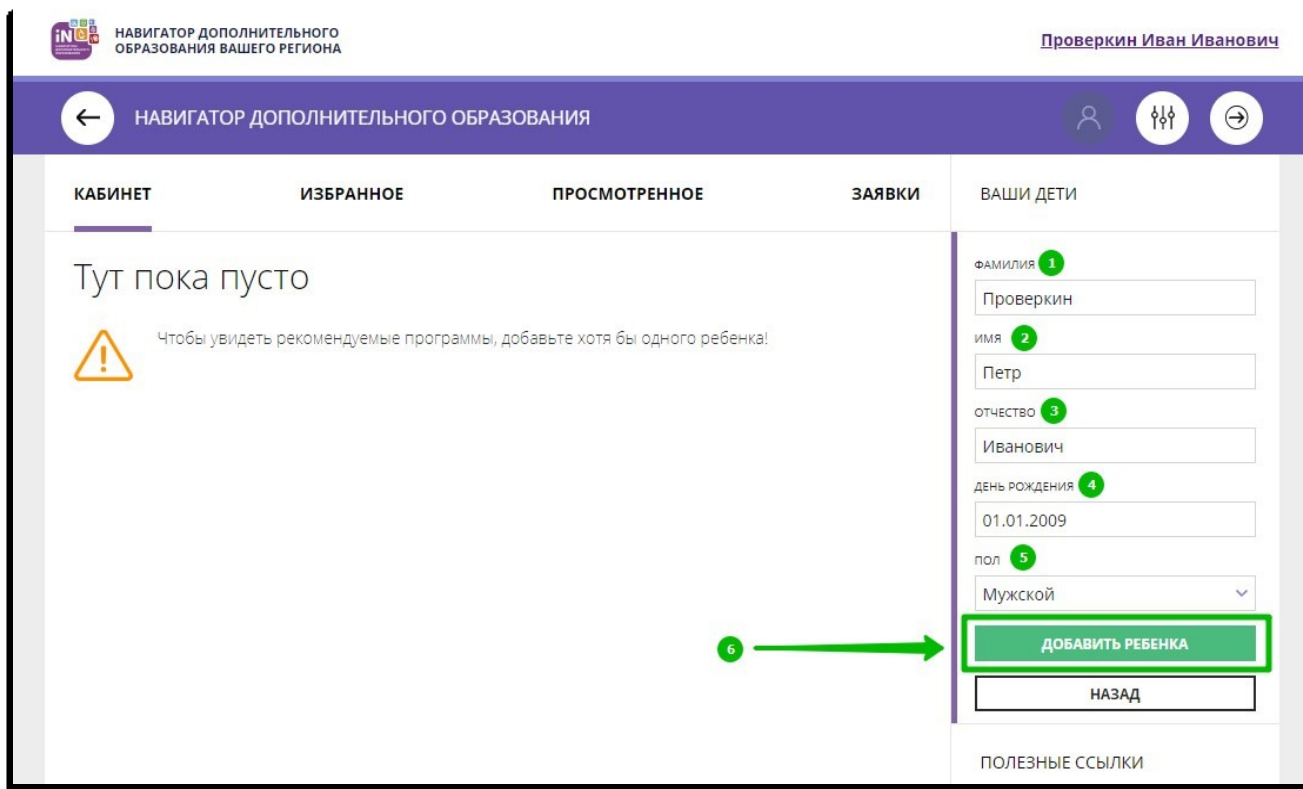 iNO
НАВИГАТОР ДОПОЛНИТЕЛЬНОГО
ОБРАЗОВАНИЯ ВАШЕГО РЕГИОНА
Проверкин Иван Иванович
НАВИГАТОР ДОПОЛНИТЕЛЬНОГО ОБРАЗОВАНИЯ
КАБИНЕТ ИЗБРАННОЕ ПРОСМОТРЕННОЕ ЗАЯВКИ
Тут пока пусто
Чтобы увидеть рекомендуемые программы, добавьте хотя бы одного ребенка!
ВАШИ ДЕТИ
ФАМИЛИЯ 1
Проверкин
ИМЯ 2
Петр
ОТЧЕСТВО 3
Иванович
ДЕНЬ РОЖДЕНИЯ 4
01.01.2009
ПОЛ 5
Мужской
6
ДОБАВИТЬ РЕБЕНКА
НАЗАД
ПОЛЕЗНЫЕ ССЫЛКИ